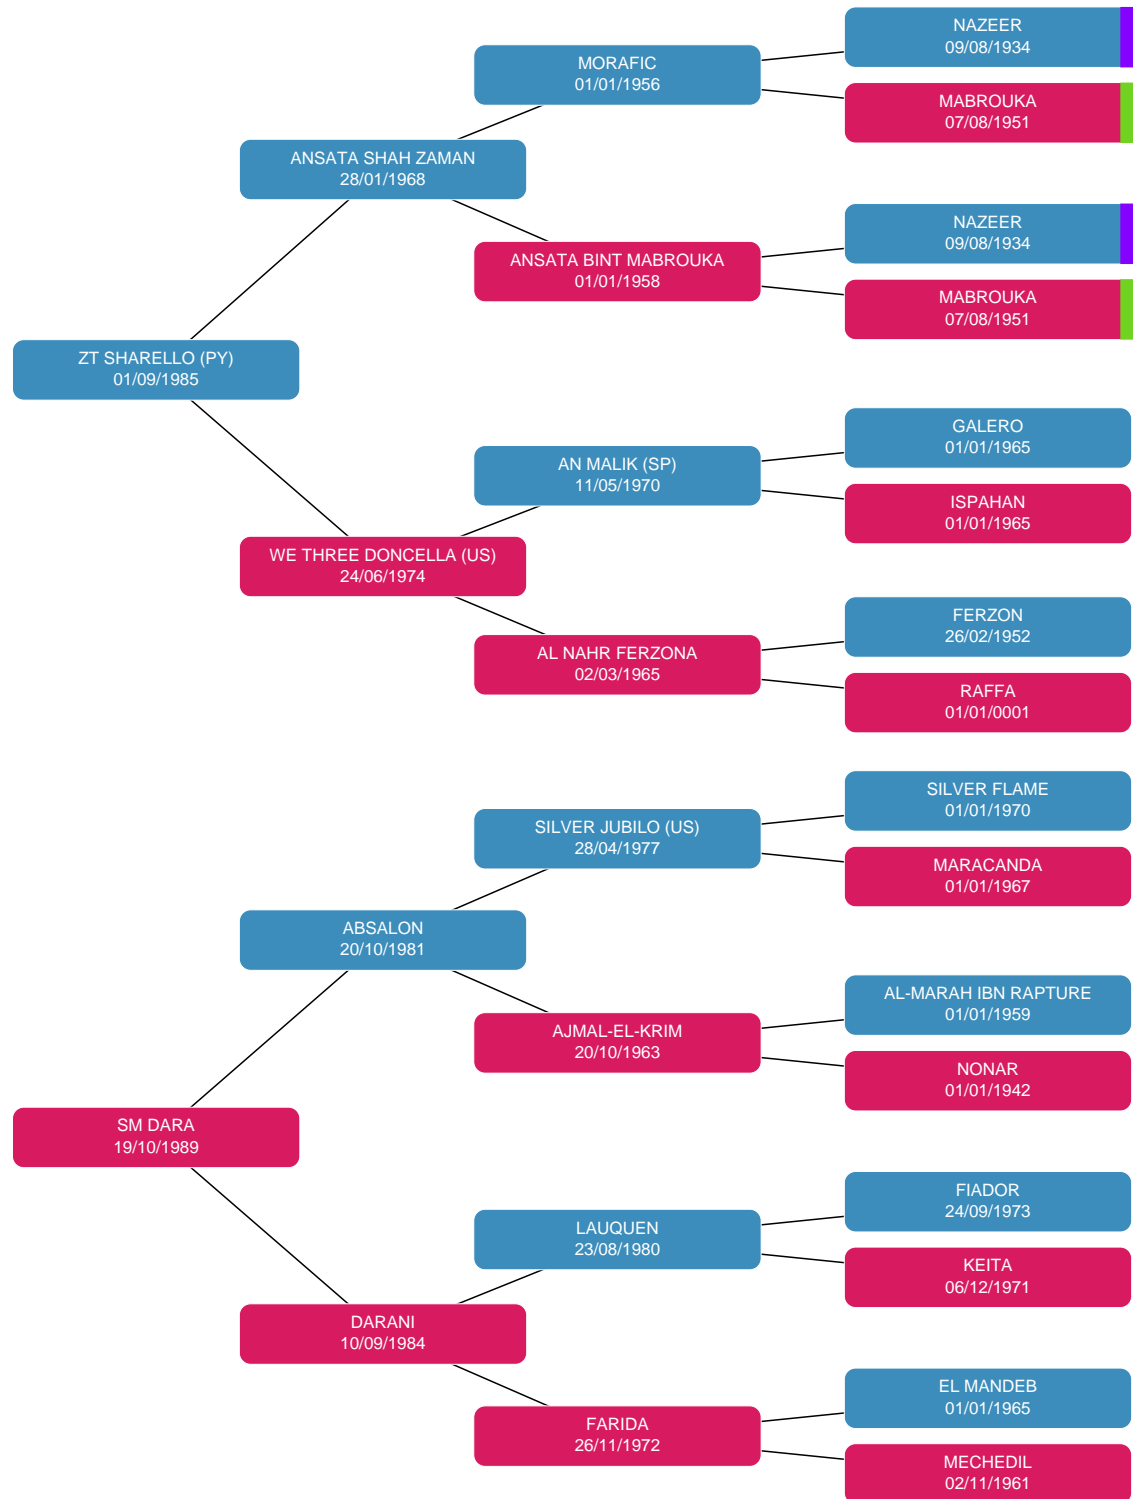 NAZEER
09/08/1934
MORAFIC
01/01/1956
MABROUKA
07/08/1951
ANSATA SHAH ZAMAN
28/01/1968
NAZEER
09/08/1934
ANSATA BINT MABROUKA
01/01/1958
MABROUKA
07/08/1951
ZT SHARELLO (PY)
01/09/1985
GALERO
01/01/1965
AN MALIK (SP)
11/05/1970
ISPAHAN
01/01/1965
WE THREE DONCELLA (US)
24/06/1974
FERZON
26/02/1952
AL NAHR FERZONA
02/03/1965
RAFFA
01/01/0001
SILVER FLAME
01/01/1970
SILVER JUBILO (US)
28/04/1977
MARACANDA
01/01/1967
ABSALON
20/10/1981
AL-MARAH IBN RAPTURE
01/01/1959
AJMAL-EL-KRIM
20/10/1963
NONAR
01/01/1942
SM DARA
19/10/1989
FIADOR
24/09/1973
LAUQUEN
23/08/1980
KEITA
06/12/1971
DARANI
10/09/1984
EL MANDEB
01/01/1965
FARIDA
26/11/1972
MECHEDIL
02/11/1961